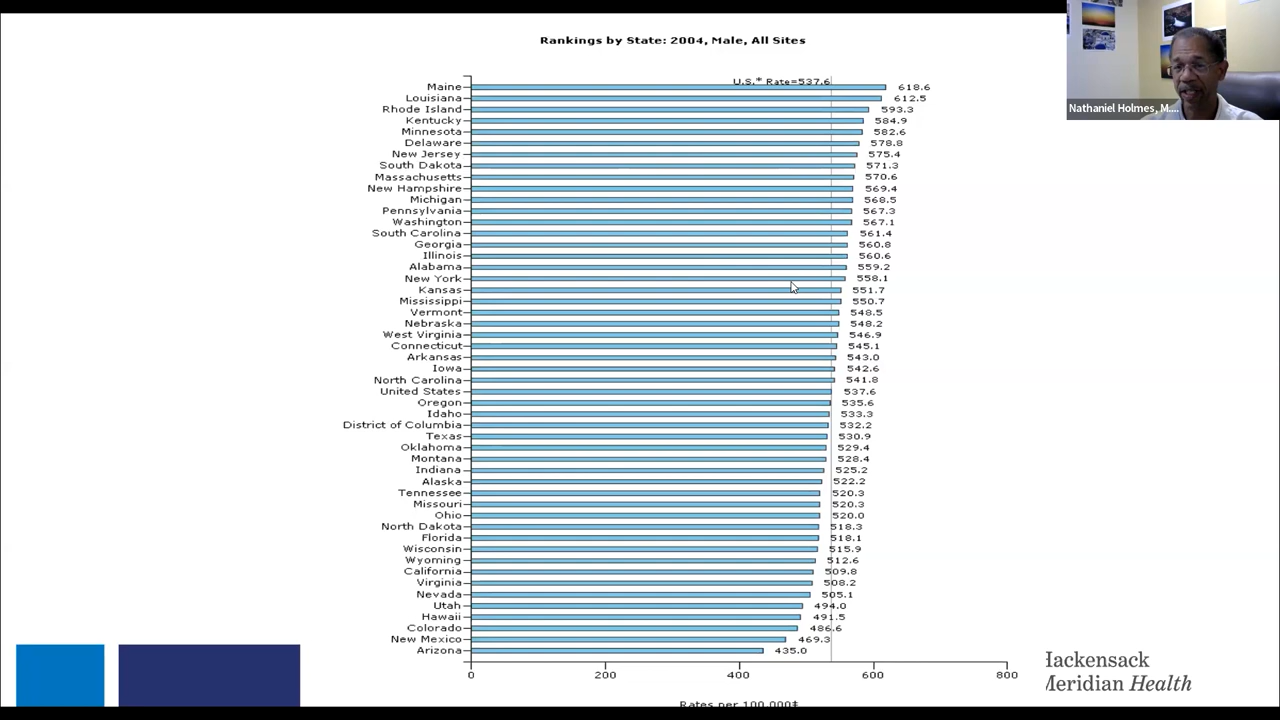 Rankings by State: 2004, Male, All Sites
U.S.* Rate=537.6
Maine 618.6
Louisiana 612.5
Rhode Island 593.3
Kentucky 584.9
Minnesota 582.6
Delaware 578.8
New Jersey 575.4
South Dakota 571.3
Massachusetts 570.6
New Hampshire 569.4
Michigan 568.5
Pennsylvania 567.3
Washington 567.1
South Carolina 561.4
Georgia 560.8
Illinois 560.6
Alabama 559.2
New York 558.1
Kansas 551.7
Mississippi 550.7
Vermont 548.5
Nebraska 548.2
West Virginia 546.9
Connecticut 545.1
Arkansas 543.0
Iowa 542.6
North Carolina 541.8
United States 537.6
Oregon 535.6
Idaho 533.3
District of Columbia 532.2
Texas 530.9
Oklahoma 529.4
Montana 528.4
Indiana 525.2
Alaska 522.2
Tennessee 520.3
Missouri 520.3
Ohio 520.0
North Dakota 518.3
Florida 518.1
Wisconsin 515.9
Wyoming 512.6
California 509.8
Virginia 508.2
Nevada 505.1
Utah 494.0
Hawaii 491.5
Colorado 486.6
New Mexico 469.3
Arizona 435.0
0 200 400 600 800
Rates per 100,000‡
Nathaniel Holmes, M....
Hackensack
Meridian Health